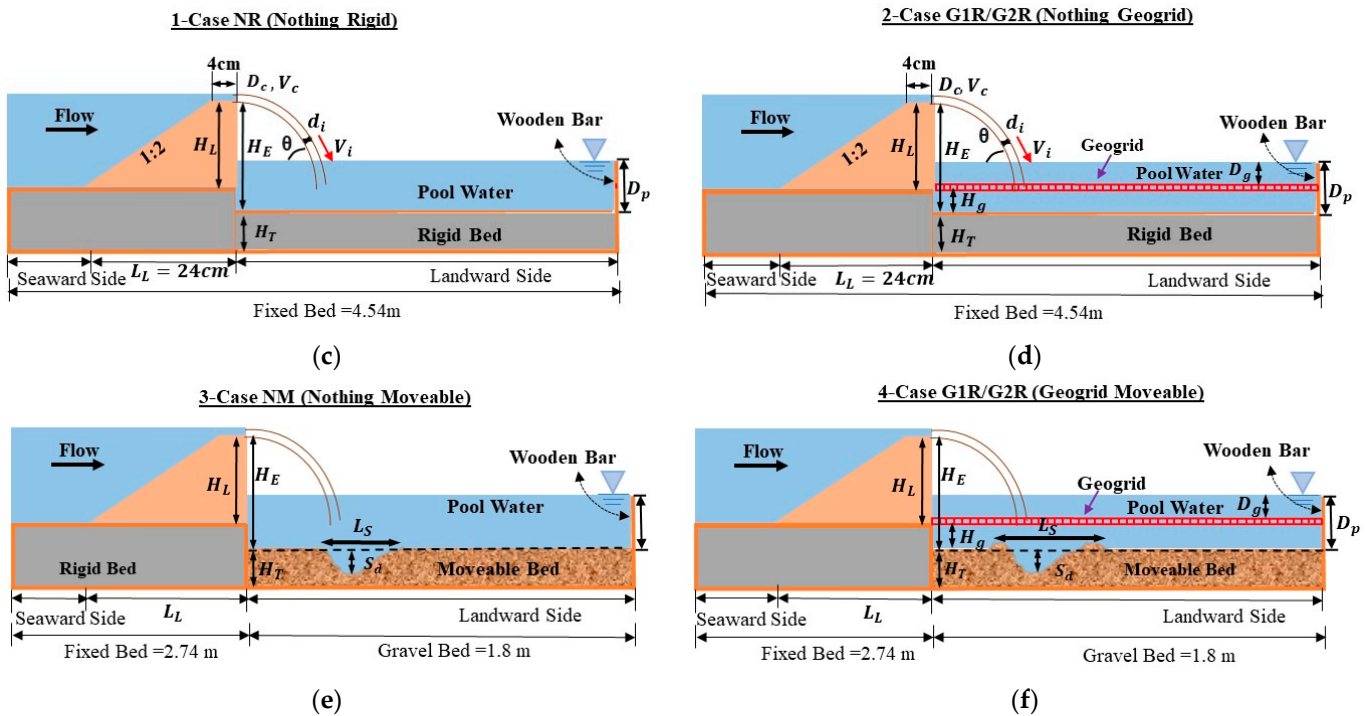 1-Case NR (Nothing Rigid)
4cm
D_c , V_c
Flow
1:2
H_L
H_E
θ
d_i
V_i
Wooden Bar
Pool Water
D_p
H_T
Rigid Bed
Seaward Side
L_L = 24cm
Landward Side
Fixed Bed =4.54m
(c)
2-Case G1R/G2R (Nothing Geogrid)
4cm
D_c, V_c
Flow
1:2
H_L
H_E
θ
d_i
V_i
Wooden Bar
Geogrid
Pool Water
D_g
D_p
H_g
H_T
Rigid Bed
Seaward Side
L_L = 24cm
Landward Side
Fixed Bed =4.54m
(d)
3-Case NM (Nothing Moveable)
Flow
H_L
H_E
Wooden Bar
Pool Water
L_S
Rigid Bed
H_T
S_d
Moveable Bed
Seaward Side
L_L
Landward Side
Fixed Bed =2.74 m
Gravel Bed =1.8 m
(e)
4-Case G1R/G2R (Geogrid Moveable)
Flow
H_L
H_E
Wooden Bar
Geogrid
Pool Water
D_g
D_p
L_S
H_g
H_T
S_d
Moveable Bed
Seaward Side
L_L
Landward Side
Fixed Bed =2.74 m
Gravel Bed =1.8 m
(f)